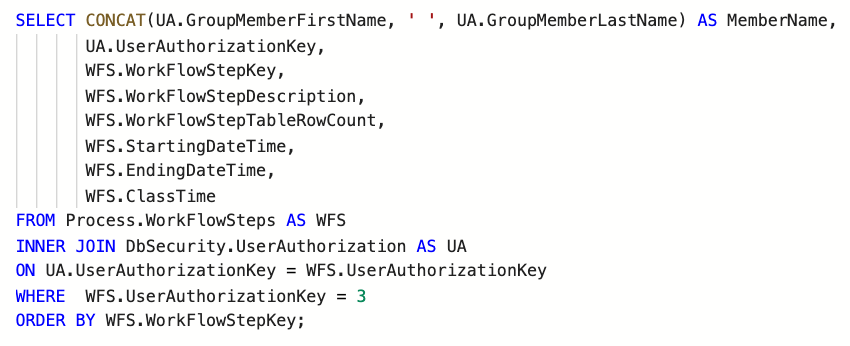 SELECT CONCAT(UA.GroupMemberFirstName, ' ', UA.GroupMemberLastName) AS MemberName,
UA.UserAuthorizationKey,
WFS.WorkFlowStepKey,
WFS.WorkFlowStepDescription,
WFS.WorkFlowStepTableRowCount,
WFS.StartingDateTime,
WFS.EndingDateTime,
WFS.ClassTime
FROM Process.WorkFlowSteps AS WFS
INNER JOIN DbSecurity.UserAuthorization AS UA
ON UA.UserAuthorizationKey = WFS.UserAuthorizationKey
WHERE  WFS.UserAuthorizationKey = 3
ORDER BY WFS.WorkFlowStepKey;